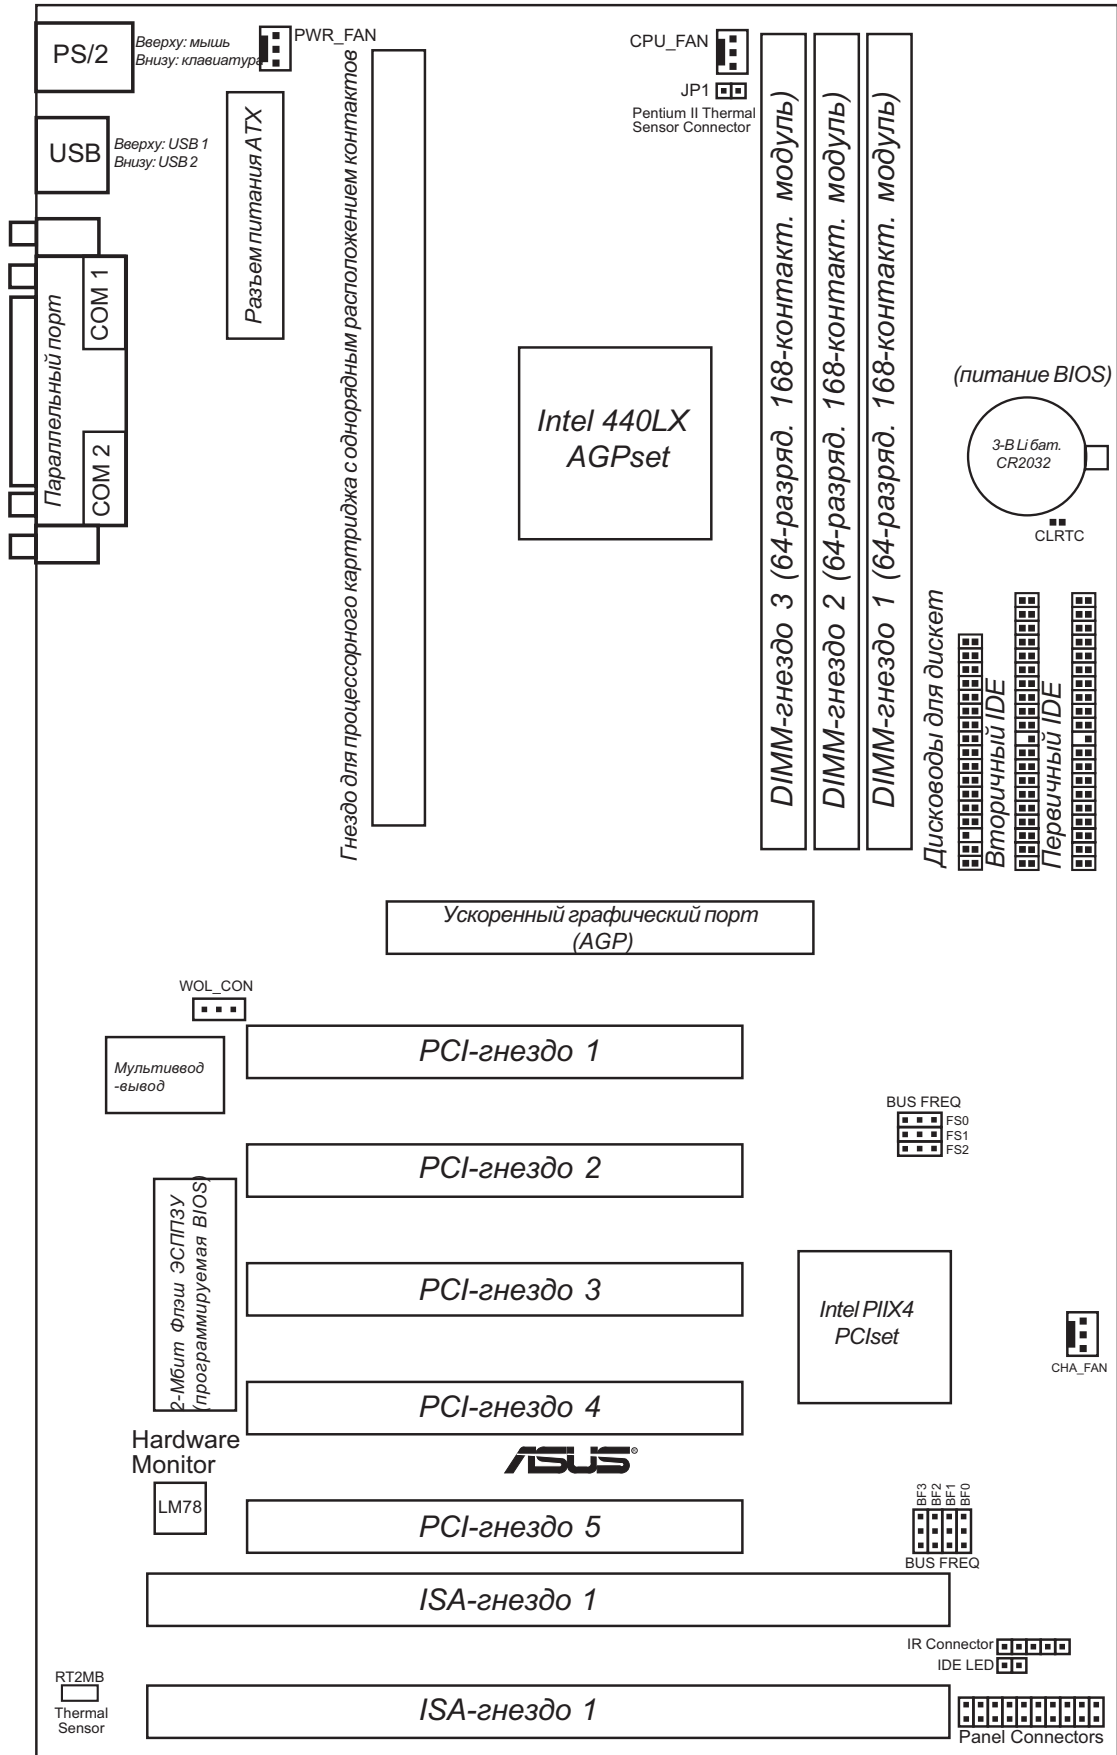 PS/2
Вверху: мышь
Внизу: клавиатура
PWR_FAN
CPU_FAN
JP1
Pentium II Thermal
Sensor Connector
USB
Вверху: USB 1
Внизу: USB 2
Разъем питания ATX
Гнездо для процессорного картриджа с однорядным расположением контактов
Параллельный порт
COM 1
COM 2
Intel 440LX
AGPset
DIMM-гнездо 3 (64-разряд. 168-контакт. модуль)
DIMM-гнездо 2 (64-разряд. 168-контакт. модуль)
DIMM-гнездо 1 (64-разряд. 168-контакт. модуль)
(питание BIOS)
3-В Li бат.
CR2032
CLRTC
Дисководы для дискет
Вторичный IDE
Первичный IDE
Ускоренный графический порт
(AGP)
WOL_CON
Мультиввод
-вывод
PCI-гнездо 1
BUS FREQ
FS0
FS1
FS2
PCI-гнездо 2
2-Мбит Флэш ЭСППЗУ
(программируемая BIOS)
PCI-гнездо 3
Intel PIIX4
PCIset
CHA_FAN
PCI-гнездо 4
Hardware
Monitor
ASUS®
LM78
PCI-гнездо 5
BF3
BF2
BF1
BF0
BUS FREQ
ISA-гнездо 1
IR Connector
IDE LED
RT2MB
Thermal
Sensor
ISA-гнездо 1
Panel Connectors